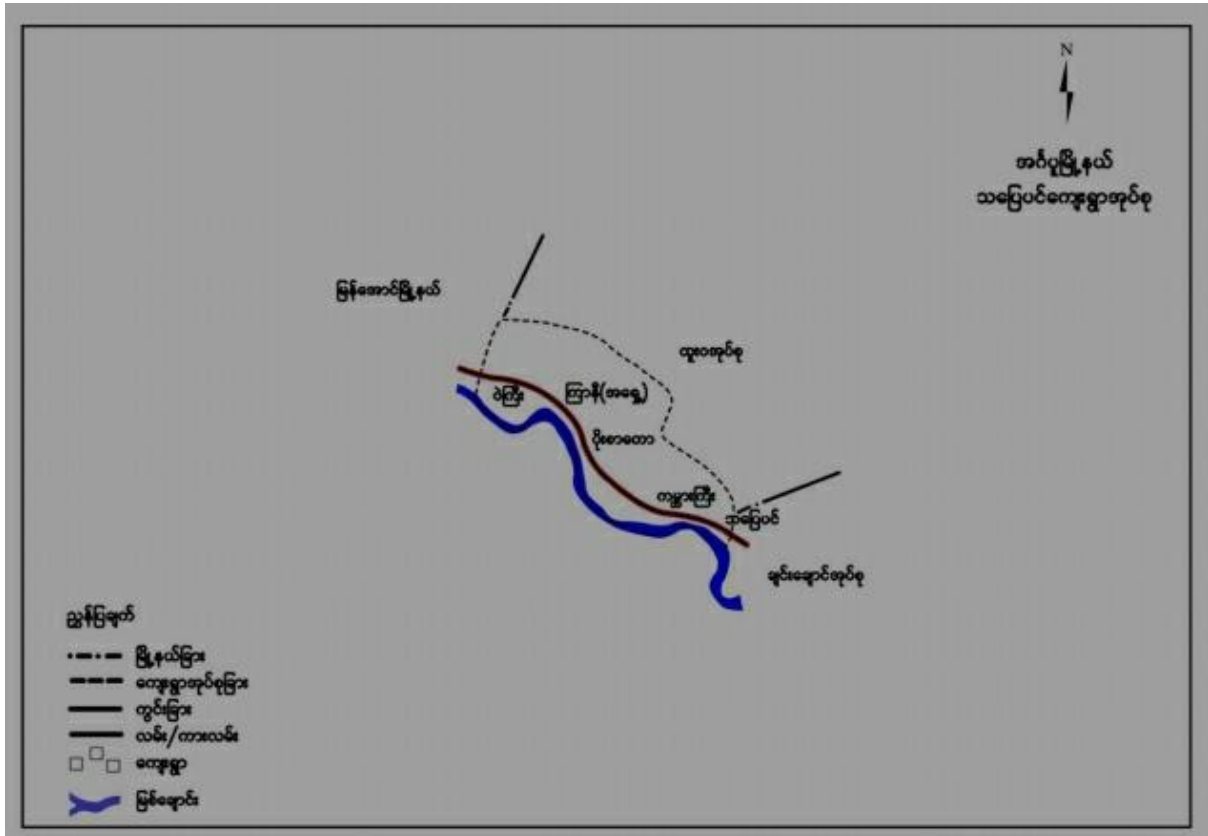 N
အင်္ဂပူမြို့နယ်
သပြေပင်ကျေးရွာအုပ်စု
မြန်အောင်မြို့နယ်
ထူးဝအုပ်စု
ဝဲကြီး
ကြာနီ(အရှေ့)
ပိုးစာတော
ကမ္ဘားကြီး
သပြေပင်
ချင်းချောင်အုပ်စု
ညွှန်ပြချက်
မြို့နယ်ခြား
ကျေးရွာအုပ်စုခြား
ကွင်းခြား
လမ်း/ကားလမ်း
ကျေးရွာ
မြစ်ချောင်း